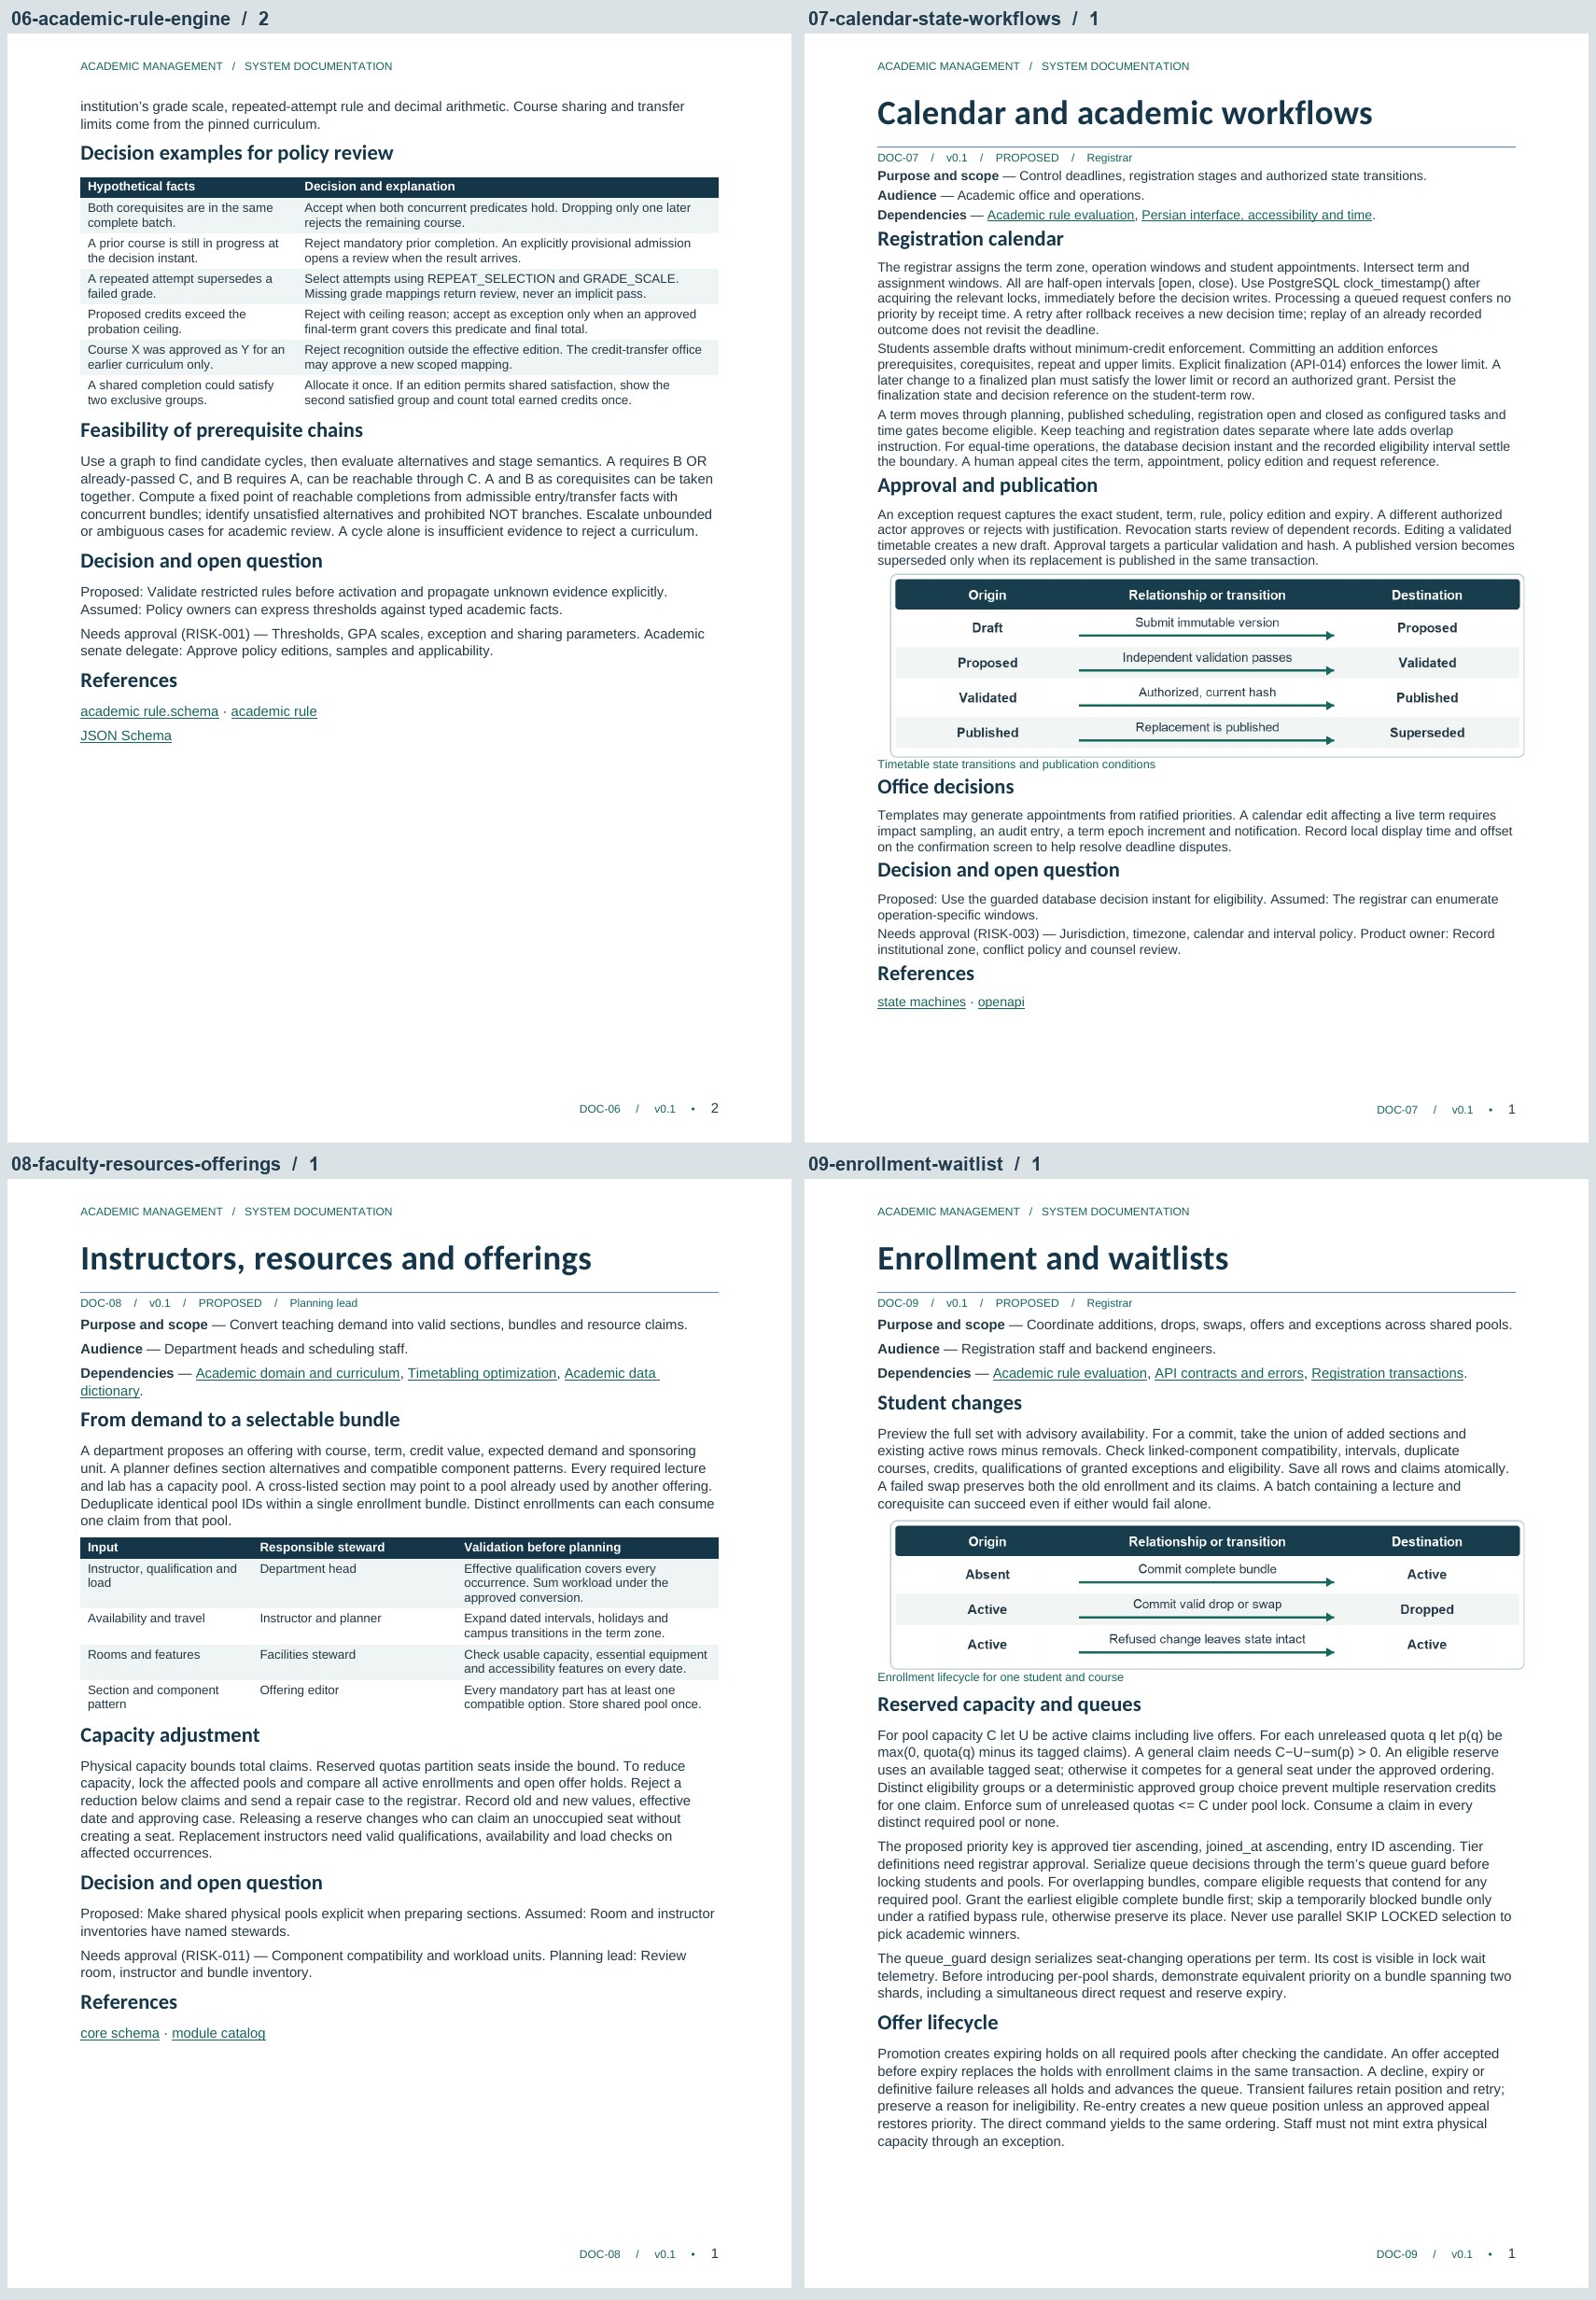 06-academic-rule-engine / 2
ACADEMIC MANAGEMENT / SYSTEM DOCUMENTATION
institution’s grade scale, repeated-attempt rule and decimal arithmetic. Course sharing and transfer
limits come from the pinned curriculum.
Decision examples for policy review
Hypothetical facts Decision and explanation
Both corequisites are in the same Accept when both concurrent predicates hold. Dropping only one later
complete batch. rejects the remaining course.
A prior course is still in progress at Reject mandatory prior completion. An explicitly provisional admission
the decision instant. opens a review when the result arrives.
A repeated attempt supersedes a Select attempts using REPEAT_SELECTION and GRADE_SCALE.
failed grade. Missing grade mappings return review, never an implicit pass.
Proposed credits exceed the Reject with ceiling reason; accept as exception only when an approved
probation ceiling. final-term grant covers this predicate and final total.
Course X was approved as Y for an Reject recognition outside the effective edition. The credit-transfer office
earlier curriculum only. may approve a new scoped mapping.
A shared completion could satisfy Allocate it once. If an edition permits shared satisfaction, show the
two exclusive groups. second satisfied group and count total earned credits once.
Feasibility of prerequisite chains
Use a graph to find candidate cycles, then evaluate alternatives and stage semantics. A requires B OR
already-passed C, and B requires A, can be reachable through C. A and B as corequisites can be taken
together. Compute a fixed point of reachable completions from admissible entry/transfer facts with
concurrent bundles; identify unsatisfied alternatives and prohibited NOT branches. Escalate unbounded
or ambiguous cases for academic review. A cycle alone is insufficient evidence to reject a curriculum.
Decision and open question
Proposed: Validate restricted rules before activation and propagate unknown evidence explicitly.
Assumed: Policy owners can express thresholds against typed academic facts.
Needs approval (RISK-001) — Thresholds, GPA scales, exception and sharing parameters. Academic
senate delegate: Approve policy editions, samples and applicability.
References
academic rule.schema · academic rule
JSON Schema
DOC-06 / v0.1 • 2
07-calendar-state-workflows / 1
ACADEMIC MANAGEMENT / SYSTEM DOCUMENTATION
Calendar and academic workflows
DOC-07 / v0.1 / PROPOSED / Registrar
Purpose and scope — Control deadlines, registration stages and authorized state transitions.
Audience — Academic office and operations.
Dependencies — Academic rule evaluation, Persian interface, accessibility and time.
Registration calendar
The registrar assigns the term zone, operation windows and student appointments. Intersect term and
assignment windows. All are half-open intervals [open, close). Use PostgreSQL clock_timestamp() after
acquiring the relevant locks, immediately before the decision writes. Processing a queued request confers no
priority by receipt time. A retry after rollback receives a new decision time; replay of an already recorded
outcome does not revisit the deadline.
Students assemble drafts without minimum-credit enforcement. Committing an addition enforces
prerequisites, corequisites, repeat and upper limits. Explicit finalization (API-014) enforces the lower limit. A
later change to a finalized plan must satisfy the lower limit or record an authorized grant. Persist the
finalization state and decision reference on the student-term row.
A term moves through planning, published scheduling, registration open and closed as configured tasks and
time gates become eligible. Keep teaching and registration dates separate where late adds overlap
instruction. For equal-time operations, the database decision instant and the recorded eligibility interval settle
the boundary. A human appeal cites the term, appointment, policy edition and request reference.
Approval and publication
An exception request captures the exact student, term, rule, policy edition and expiry. A different authorized
actor approves or rejects with justification. Revocation starts review of dependent records. Editing a validated
timetable creates a new draft. Approval targets a particular validation and hash. A published version becomes
superseded only when its replacement is published in the same transaction.
Origin Relationship or transition Destination
Draft Submit immutable version Proposed
Proposed Independent validation passes Validated
Validated Authorized, current hash Published
Published Replacement is published Superseded
Timetable state transitions and publication conditions
Office decisions
Templates may generate appointments from ratified priorities. A calendar edit affecting a live term requires
impact sampling, an audit entry, a term epoch increment and notification. Record local display time and offset
on the confirmation screen to help resolve deadline disputes.
Decision and open question
Proposed: Use the guarded database decision instant for eligibility. Assumed: The registrar can enumerate
operation-specific windows.
Needs approval (RISK-003) — Jurisdiction, timezone, calendar and interval policy. Product owner: Record
institutional zone, conflict policy and counsel review.
References
state machines · openapi
DOC-07 / v0.1 • 1
08-faculty-resources-offerings / 1
ACADEMIC MANAGEMENT / SYSTEM DOCUMENTATION
Instructors, resources and offerings
DOC-08 / v0.1 / PROPOSED / Planning lead
Purpose and scope — Convert teaching demand into valid sections, bundles and resource claims.
Audience — Department heads and scheduling staff.
Dependencies — Academic domain and curriculum, Timetabling optimization, Academic data
dictionary.
From demand to a selectable bundle
A department proposes an offering with course, term, credit value, expected demand and sponsoring
unit. A planner defines section alternatives and compatible component patterns. Every required lecture
and lab has a capacity pool. A cross-listed section may point to a pool already used by another offering.
Deduplicate identical pool IDs within a single enrollment bundle. Distinct enrollments can each consume
one claim from that pool.
Input Responsible steward Validation before planning
Instructor, qualification and Department head Effective qualification covers every
load occurrence. Sum workload under the
approved conversion.
Availability and travel Instructor and planner Expand dated intervals, holidays and
campus transitions in the term zone.
Rooms and features Facilities steward Check usable capacity, essential equipment
and accessibility features on every date.
Section and component Offering editor Every mandatory part has at least one
pattern compatible option. Store shared pool once.
Capacity adjustment
Physical capacity bounds total claims. Reserved quotas partition seats inside the bound. To reduce
capacity, lock the affected pools and compare all active enrollments and open offer holds. Reject a
reduction below claims and send a repair case to the registrar. Record old and new values, effective
date and approving case. Releasing a reserve changes who can claim an unoccupied seat without
creating a seat. Replacement instructors need valid qualifications, availability and load checks on
affected occurrences.
Decision and open question
Proposed: Make shared physical pools explicit when preparing sections. Assumed: Room and instructor
inventories have named stewards.
Needs approval (RISK-011) — Component compatibility and workload units. Planning lead: Review
room, instructor and bundle inventory.
References
core schema · module catalog
DOC-08 / v0.1 • 1
09-enrollment-waitlist / 1
ACADEMIC MANAGEMENT / SYSTEM DOCUMENTATION
Enrollment and waitlists
DOC-09 / v0.1 / PROPOSED / Registrar
Purpose and scope — Coordinate additions, drops, swaps, offers and exceptions across shared pools.
Audience — Registration staff and backend engineers.
Dependencies — Academic rule evaluation, API contracts and errors, Registration transactions.
Student changes
Preview the full set with advisory availability. For a commit, take the union of added sections and
existing active rows minus removals. Check linked-component compatibility, intervals, duplicate
courses, credits, qualifications of granted exceptions and eligibility. Save all rows and claims atomically.
A failed swap preserves both the old enrollment and its claims. A batch containing a lecture and
corequisite can succeed even if either would fail alone.
Origin Relationship or transition Destination
Absent Commit complete bundle Active
Active Commit valid drop or swap Dropped
Active Refused change leaves state intact Active
Enrollment lifecycle for one student and course
Reserved capacity and queues
For pool capacity C let U be active claims including live offers. For each unreleased quota q let p(q) be
max(0, quota(q) minus its tagged claims). A general claim needs C−U−sum(p) > 0. An eligible reserve
uses an available tagged seat; otherwise it competes for a general seat under the approved ordering.
Distinct eligibility groups or a deterministic approved group choice prevent multiple reservation credits
for one claim. Enforce sum of unreleased quotas <= C under pool lock. Consume a claim in every
distinct required pool or none.
The proposed priority key is approved tier ascending, joined_at ascending, entry ID ascending. Tier
definitions need registrar approval. Serialize queue decisions through the term’s queue guard before
locking students and pools. For overlapping bundles, compare eligible requests that contend for any
required pool. Grant the earliest eligible complete bundle first; skip a temporarily blocked bundle only
under a ratified bypass rule, otherwise preserve its place. Never use parallel SKIP LOCKED selection to
pick academic winners.
The queue_guard design serializes seat-changing operations per term. Its cost is visible in lock wait
telemetry. Before introducing per-pool shards, demonstrate equivalent priority on a bundle spanning two
shards, including a simultaneous direct request and reserve expiry.
Offer lifecycle
Promotion creates expiring holds on all required pools after checking the candidate. An offer accepted
before expiry replaces the holds with enrollment claims in the same transaction. A decline, expiry or
definitive failure releases all holds and advances the queue. Transient failures retain position and retry;
preserve a reason for ineligibility. Re-entry creates a new queue position unless an approved appeal
restores priority. The direct command yields to the same ordering. Staff must not mint extra physical
capacity through an exception.
DOC-09 / v0.1 • 1